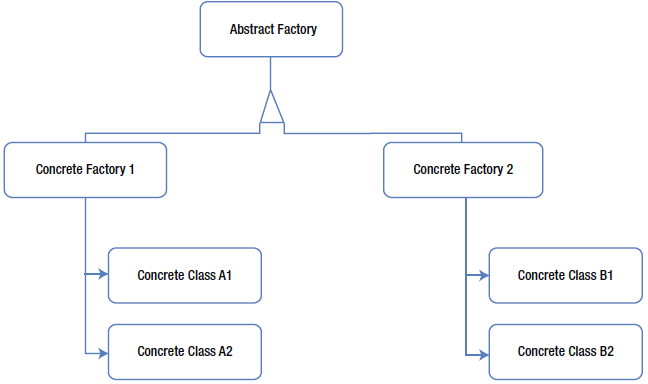 Abstract Factory
Concrete Factory 1
Concrete Factory 2
Concrete Class A1
Concrete Class B1
Concrete Class A2
Concrete Class B2